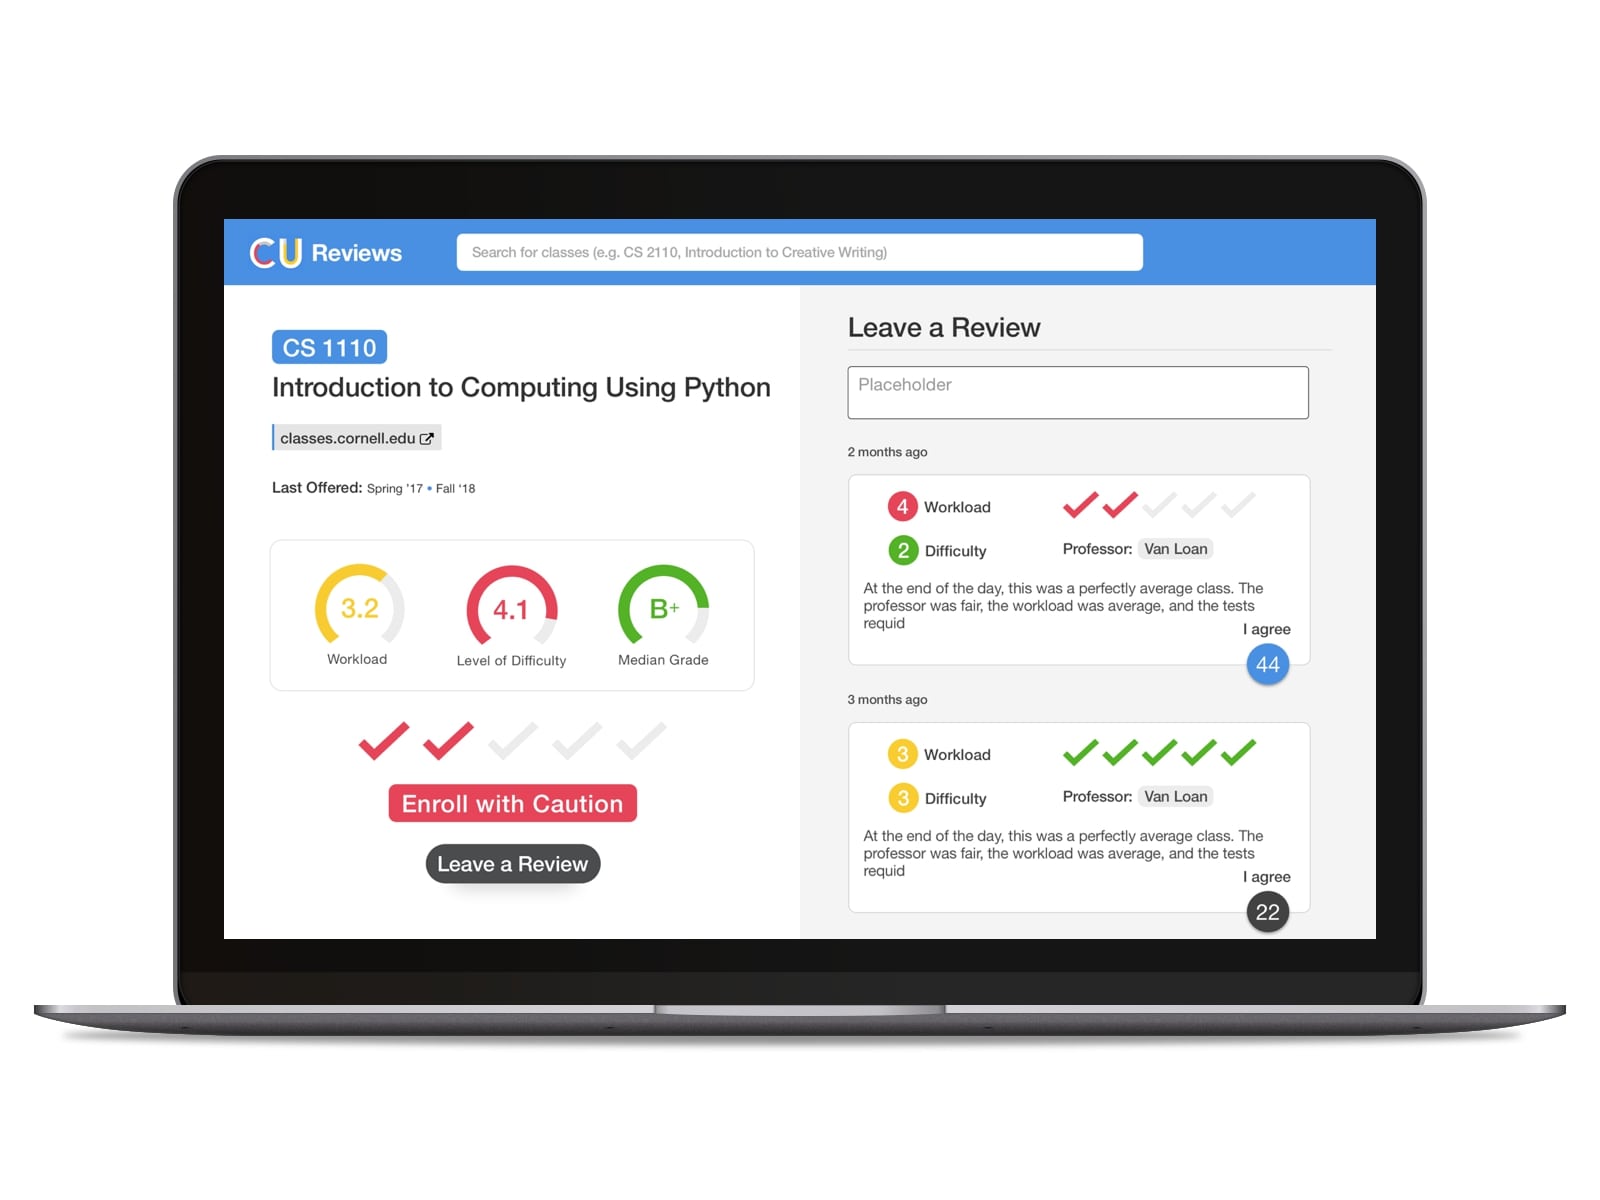 CU Reviews
Search for classes (e.g. CS 2110, Introduction to Creative Writing)
CS 1110
Introduction to Computing Using Python
classes.cornell.edu
Last Offered: Spring '17 • Fall ‘18
3.2
Workload
4.1
Level of Difficulty
B+
Median Grade
Enroll with Caution
Leave a Review
Leave a Review
Placeholder
2 months ago
4 Workload
2 Difficulty
Professor: Van Loan
At the end of the day, this was a perfectly average class. The
professor was fair, the workload was average, and the tests
requid
I agree
44
3 months ago
3 Workload
3 Difficulty
Professor: Van Loan
At the end of the day, this was a perfectly average class. The
professor was fair, the workload was average, and the tests
requid
I agree
22